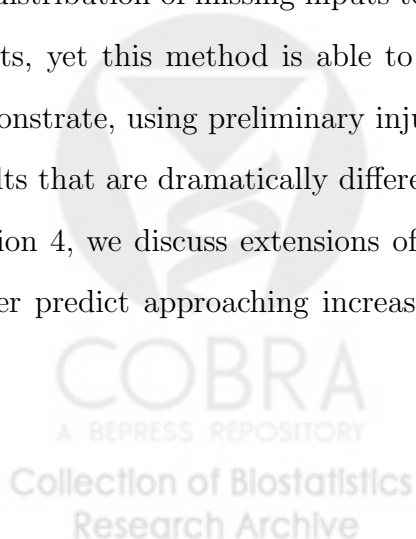 distribution of missing inputs to
ts, yet this method is able to
onstrate, using preliminary inju
lts that are dramatically differe
ion 4, we discuss extensions of
er predict approaching increas
COBRA
A BEPRESS REPOSITORY
Collection of Biostatistics
Research Archive